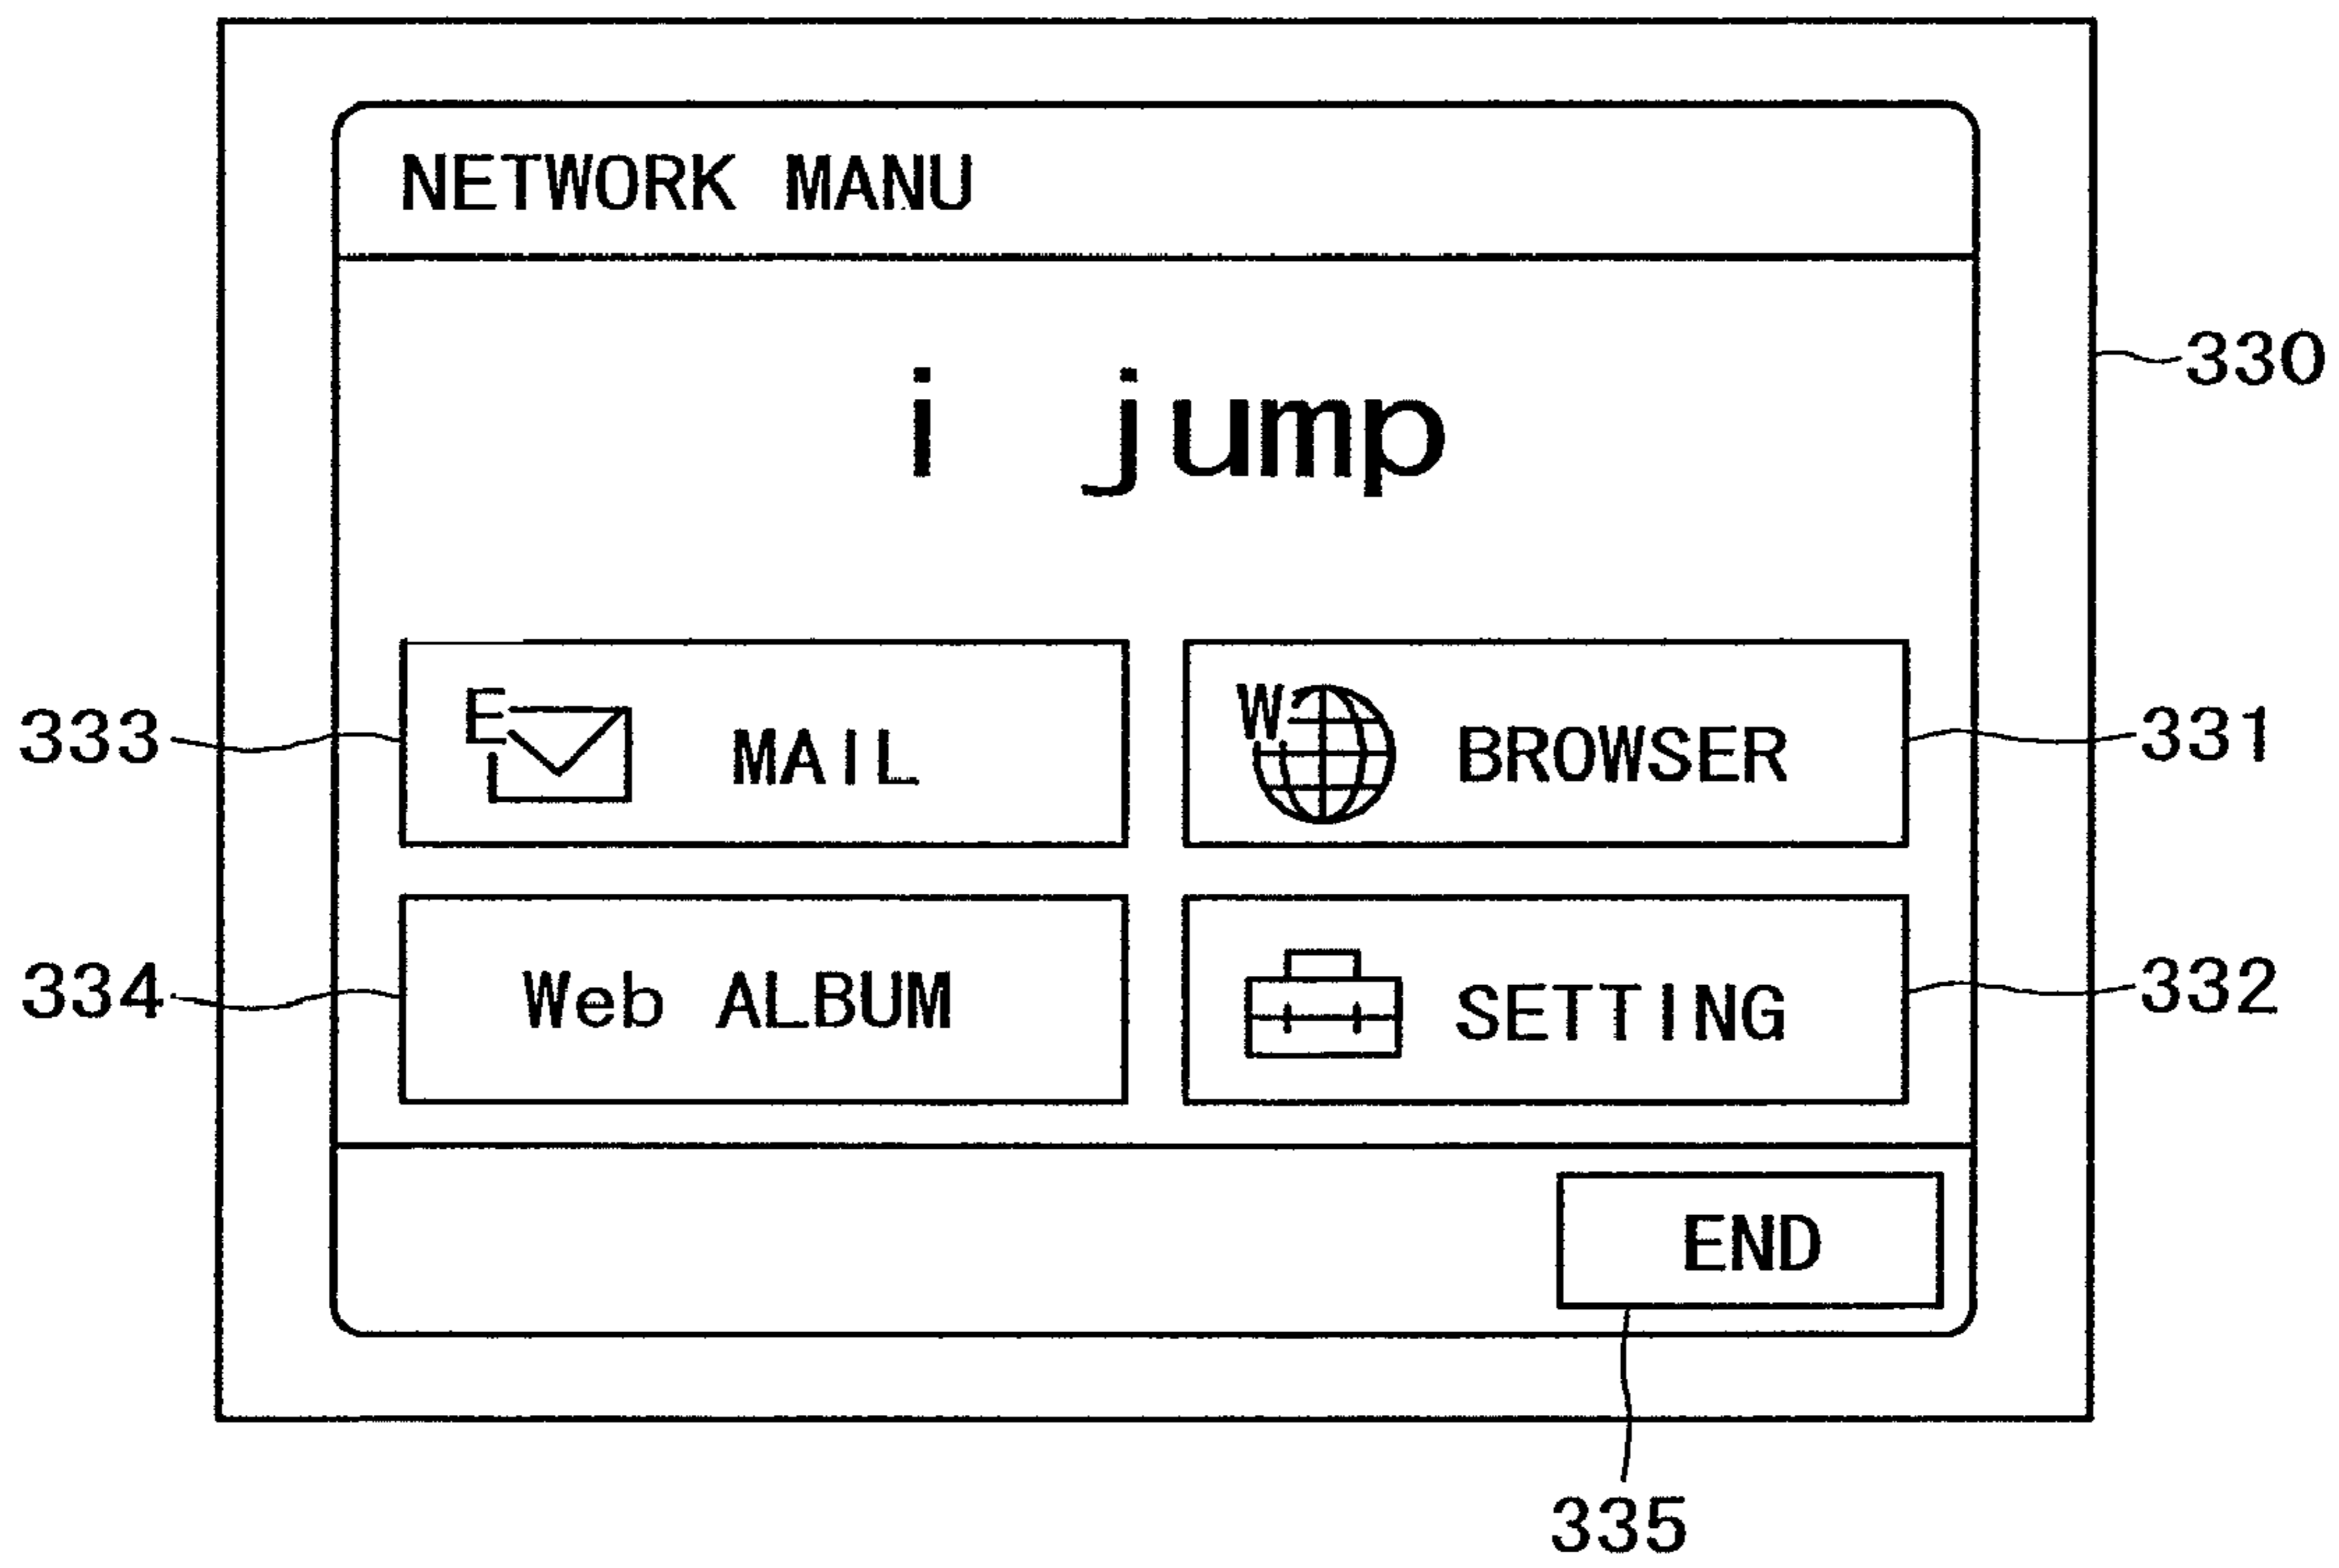 NETWORK MANU
i jump
330
333
E MAIL
W BROWSER
331
334
Web ALBUM
SETTING
332
END
335